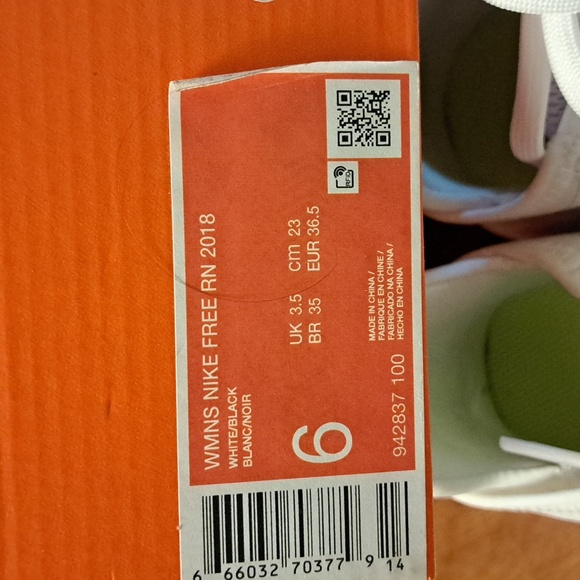 WMNS NIKE FREE RN 2018
WHITE/BLACK
BLANC/NOIR
6
UK 3.5 cm 23
BR 35 EUR 36.5
RFID
MADE IN CHINA /
FABRIQUE EN CHINE /
FABRICADO NA CHINA /
HECHO EN CHINA
942837 100
6 66032 70377 9 14